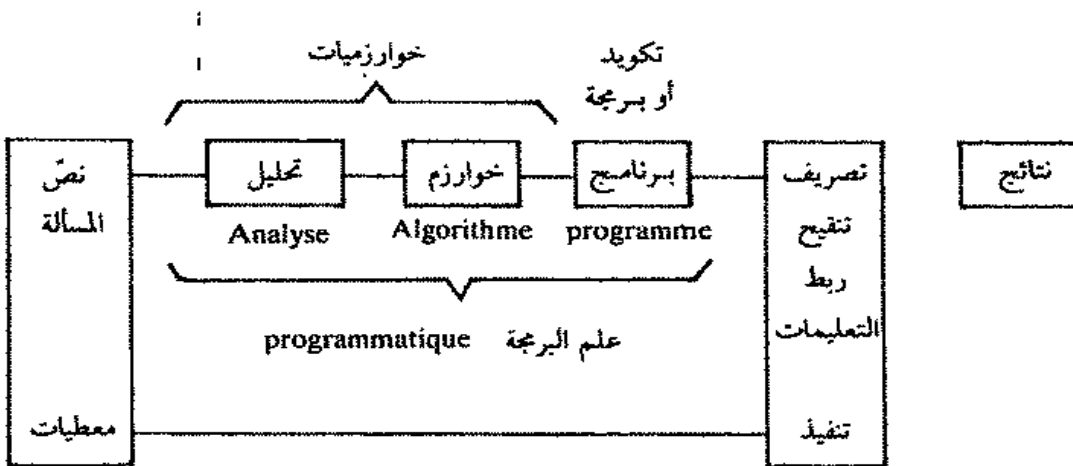 خوارزميات
تكويد
أو برمجة
نصّ
المسألة
تحليل
Analyse
خوارزم
Algorithme
برنامج
programme
programmatique علم البرمجة
تصريف
تنقيح
ربط
التعليمات
نتائج
معطيات
تنفيذ